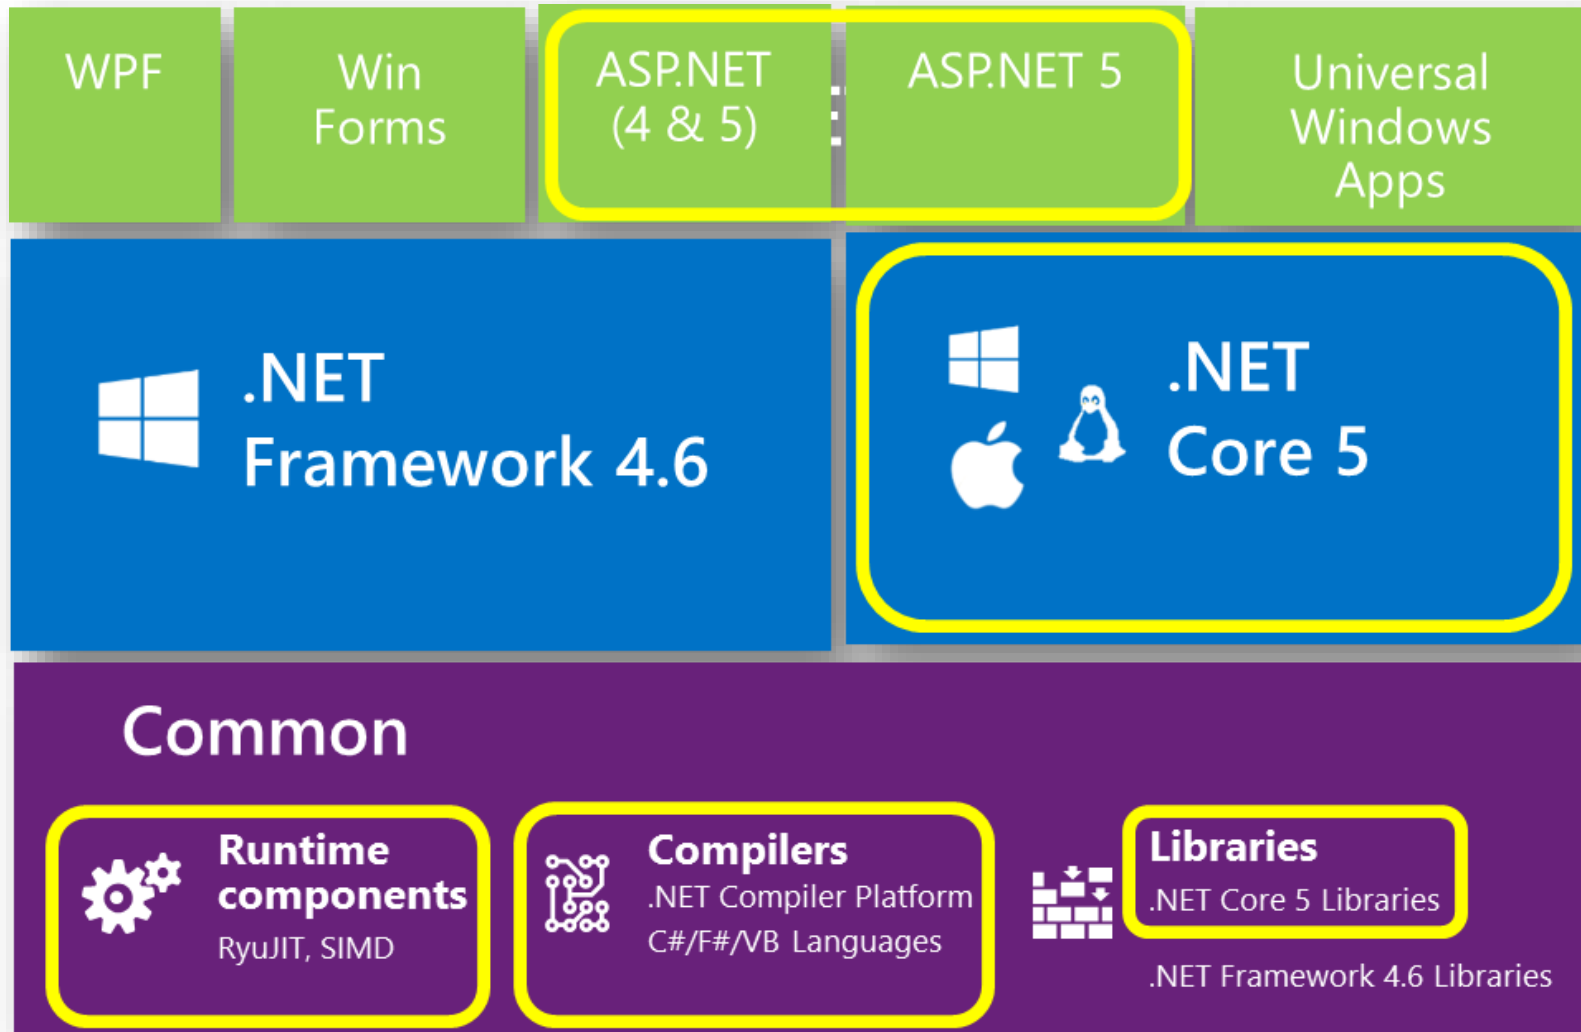 WPF
Win
Forms
ASP.NET
(4 & 5)
ASP.NET 5
Universal
Windows
Apps
.NET
Framework 4.6
.NET
Core 5
Common
Runtime
components
RyuJIT, SIMD
Compilers
.NET Compiler Platform
C#/F#/VB Languages
Libraries
.NET Core 5 Libraries
.NET Framework 4.6 Libraries